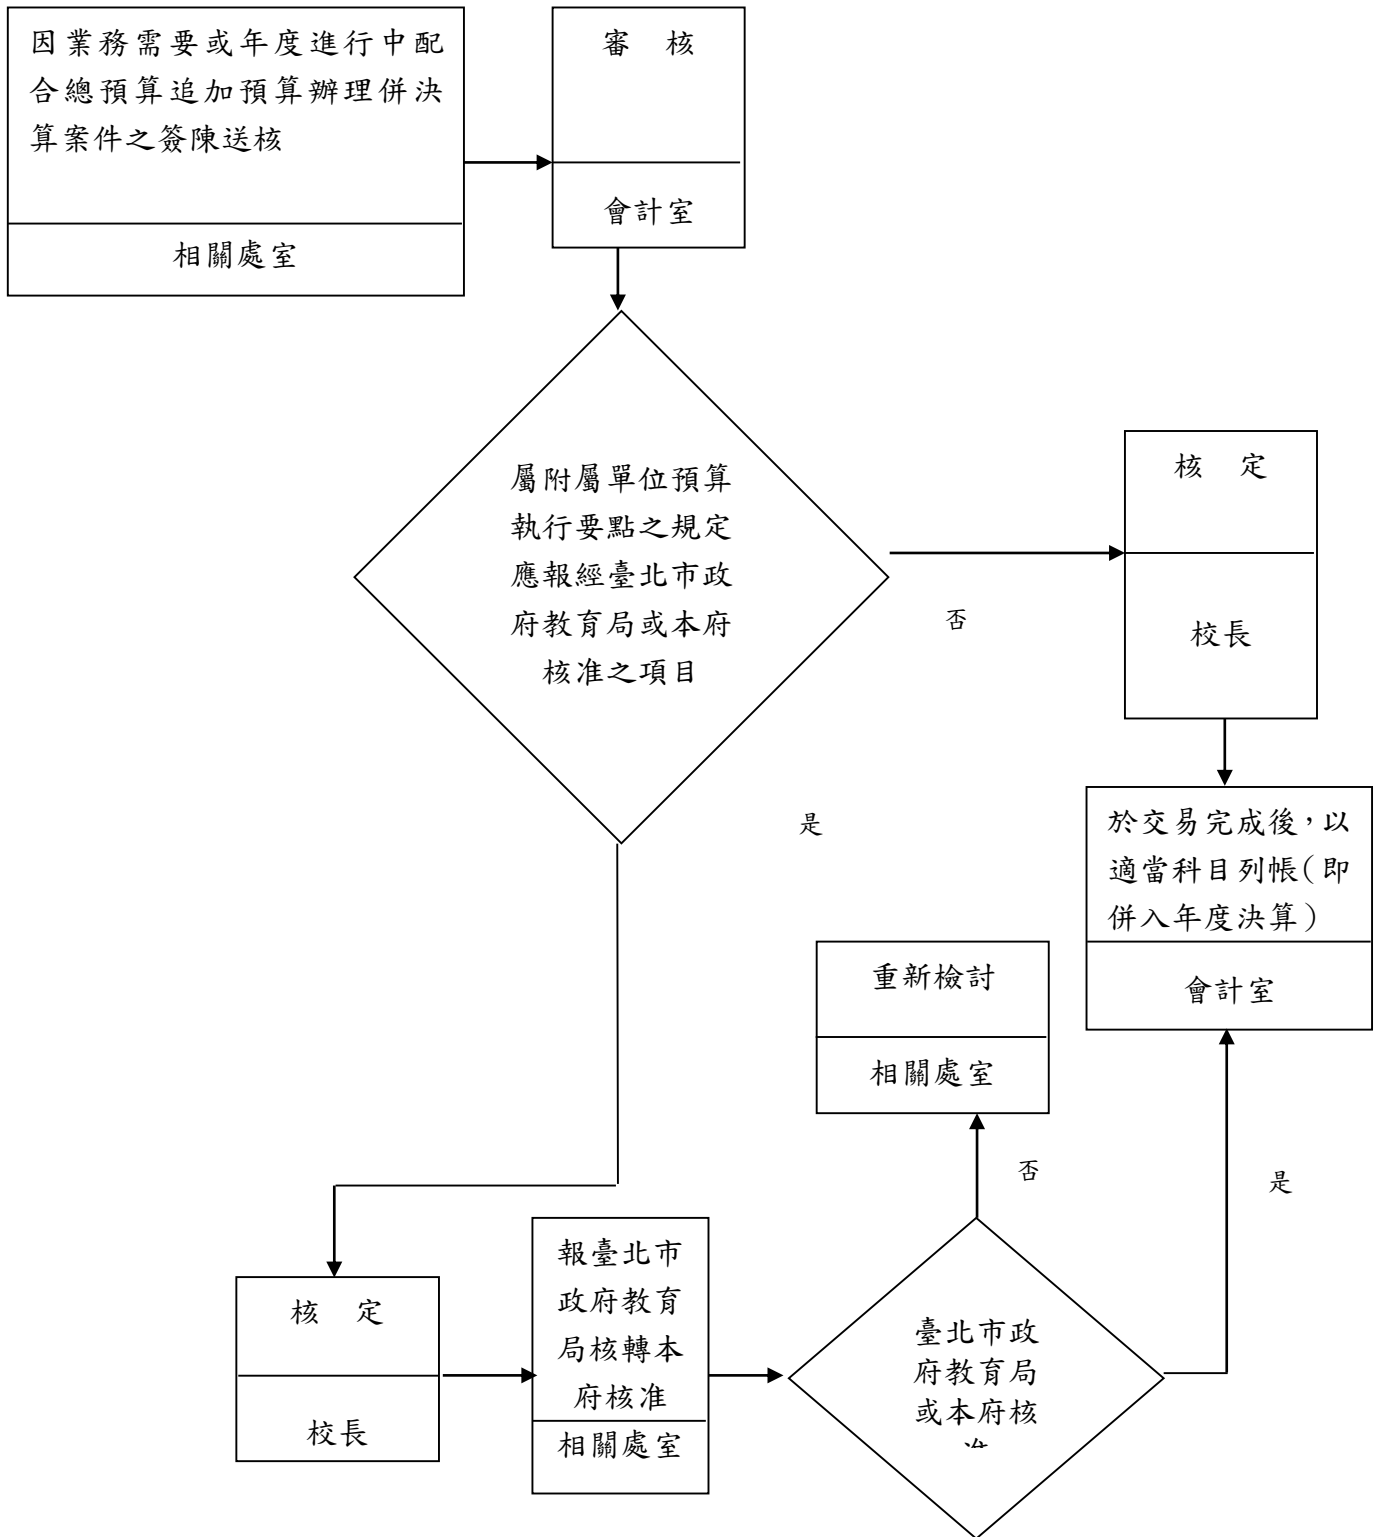 因業務需要或年度進行中配
合總預算追加預算辦理併決
算案件之簽陳送核
相關處室
審　核
會計室
屬附屬單位預算
執行要點之規定
應報經臺北市政
府教育局或本府
核准之項目
否
是
核　定
校長
於交易完成後，以
適當科目列帳（即
併入年度決算）
會計室
重新檢討
相關處室
否
是
核　定
校長
報臺北市
政府教育
局核轉本
府核准
相關處室
臺北市政
府教育局
或本府核